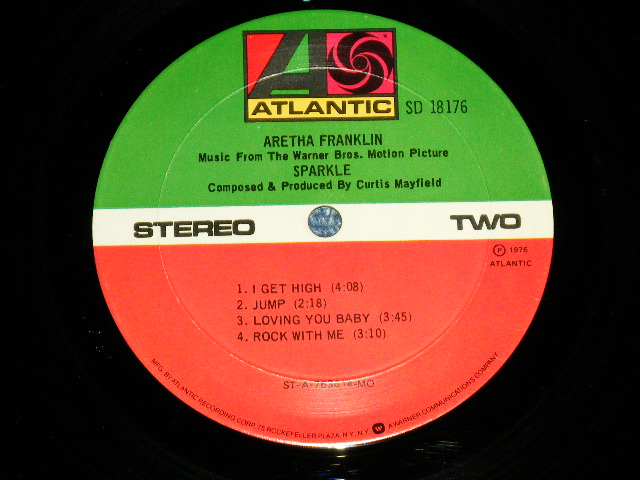 ATLANTIC
SD 18176
ARETHA FRANKLIN
Music From The Warner Bros. Motion Picture
SPARKLE
Composed & Produced By Curtis Mayfield
STEREO TWO
Ⓟ 1976
ATLANTIC
1. I GET HIGH (4:08)
2. JUMP (2:18)
3. LOVING YOU BABY (3:45)
4. ROCK WITH ME (3:10)
MFG. BY ATLANTIC RECORDING CORP. 75 ROCKEFELLER PLAZA, N.Y., N.Y. A WARNER COMMUNICATIONS COMPANY